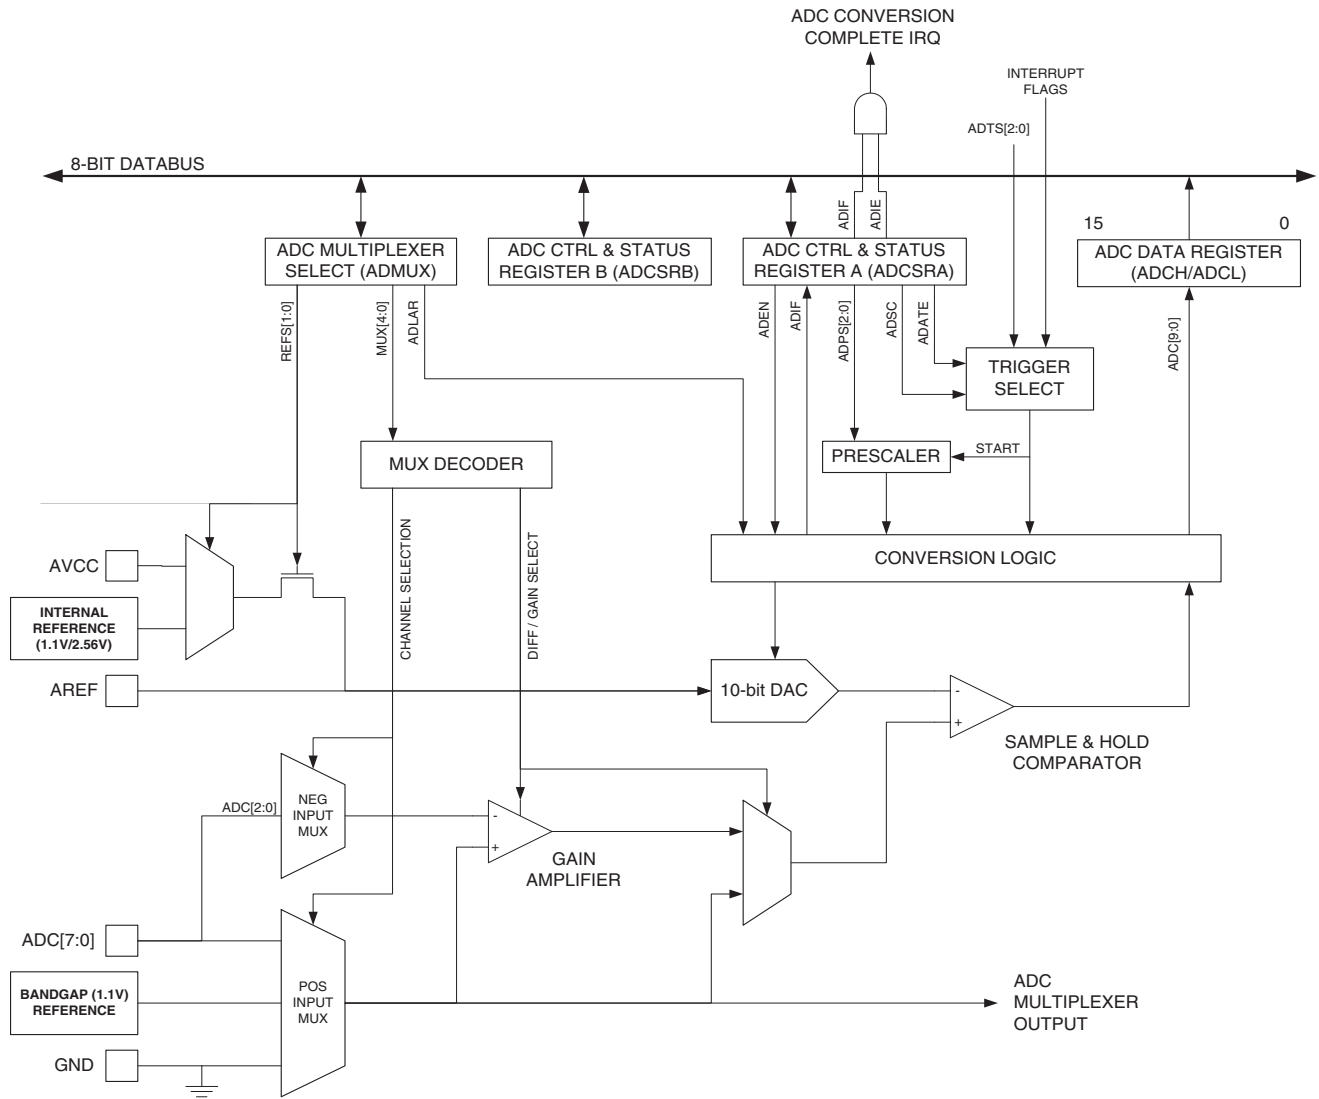 ADC CONVERSION
COMPLETE IRQ
INTERRUPT
FLAGS
ADTS[2:0]
8-BIT DATABUS
ADIF
ADIE
15
0
ADC MULTIPLEXER
SELECT (ADMUX)
ADC CTRL & STATUS
REGISTER B (ADCSRB)
ADC CTRL & STATUS
REGISTER A (ADCSRA)
ADC DATA REGISTER
(ADCH/ADCL)
REFS[1:0]
MUX[4:0]
ADLAR
ADEN
ADIF
ADPS[2:0]
ADSC
ADATE
ADC[9:0]
TRIGGER
SELECT
MUX DECODER
PRESCALER
START
CHANNEL SELECTION
DIFF / GAIN SELECT
CONVERSION LOGIC
AVCC
INTERNAL
REFERENCE
(1.1V/2.56V)
AREF
10-bit DAC
-
+
SAMPLE & HOLD
COMPARATOR
NEG
INPUT
MUX
ADC[2:0]
-
+
GAIN
AMPLIFIER
ADC[7:0]
BANDGAP (1.1V)
REFERENCE
POS
INPUT
MUX
ADC
MULTIPLEXER
OUTPUT
GND